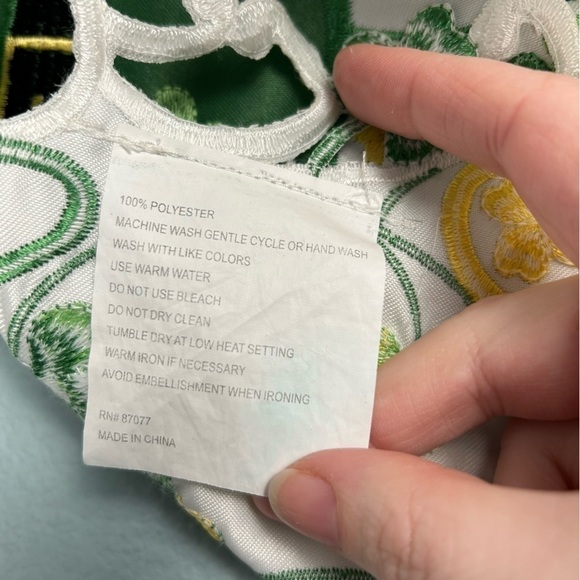 100% POLYESTER
MACHINE WASH GENTLE CYCLE OR HAND WASH
WASH WITH LIKE COLORS
USE WARM WATER
DO NOT USE BLEACH
DO NOT DRY CLEAN
TUMBLE DRY AT LOW HEAT SETTING
WARM IRON IF NECESSARY
AVOID EMBELLISHMENT WHEN IRONING
RN# 87077
MADE IN CHINA